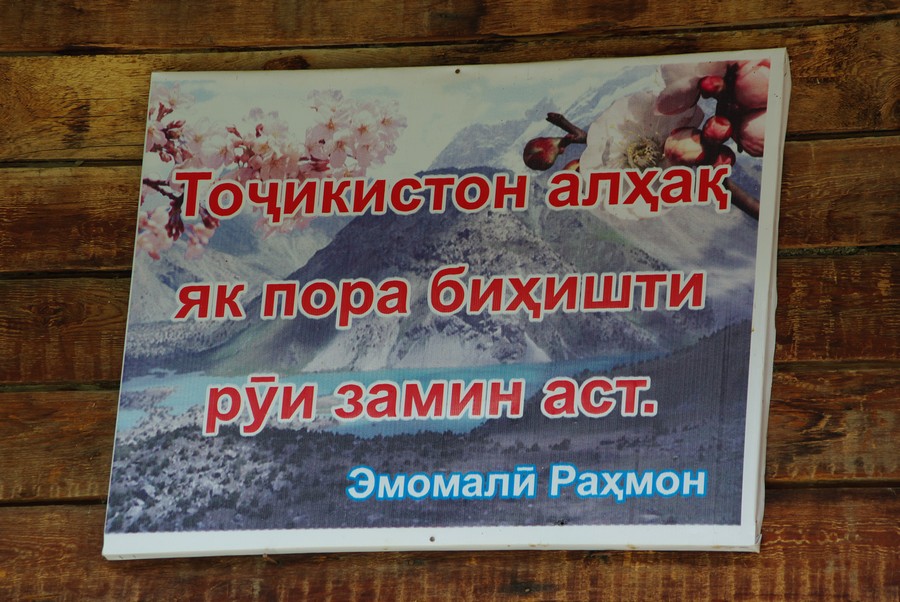 Тоҷикистон алҳақ
як пора биҳишти
рӯи замин аст.
Эмомалӣ Раҳмон